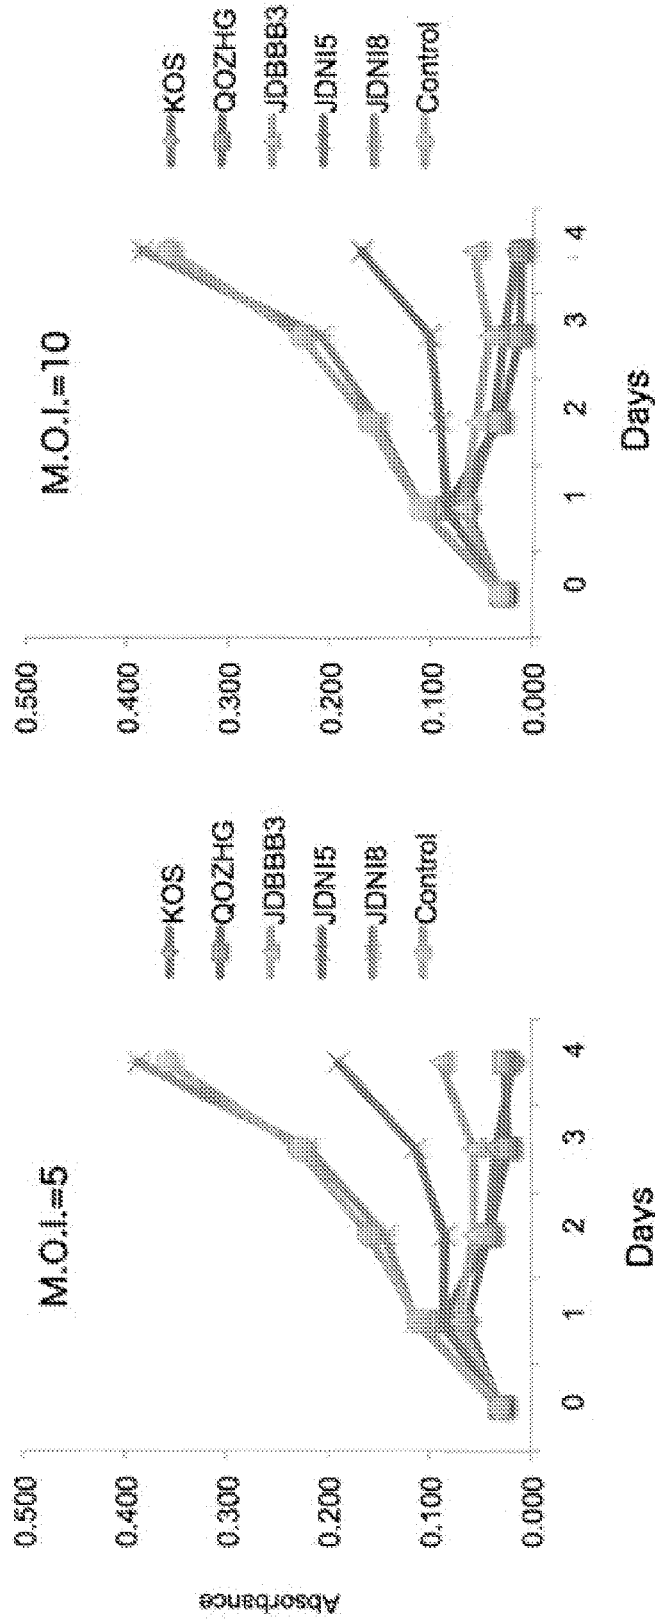 M.O.I.=5
Absorbance
0.500
0.400
0.300
0.200
0.100
0.000
0 1 2 3 4
Days
KOS
QOZHG
JDBBB3
JDNI5
JDNI8
Control
M.O.I.=10
0.500
0.400
0.300
0.200
0.100
0.000
0 1 2 3 4
Days
KOS
QOZHG
JDBBB3
JDNI5
JDNI8
Control